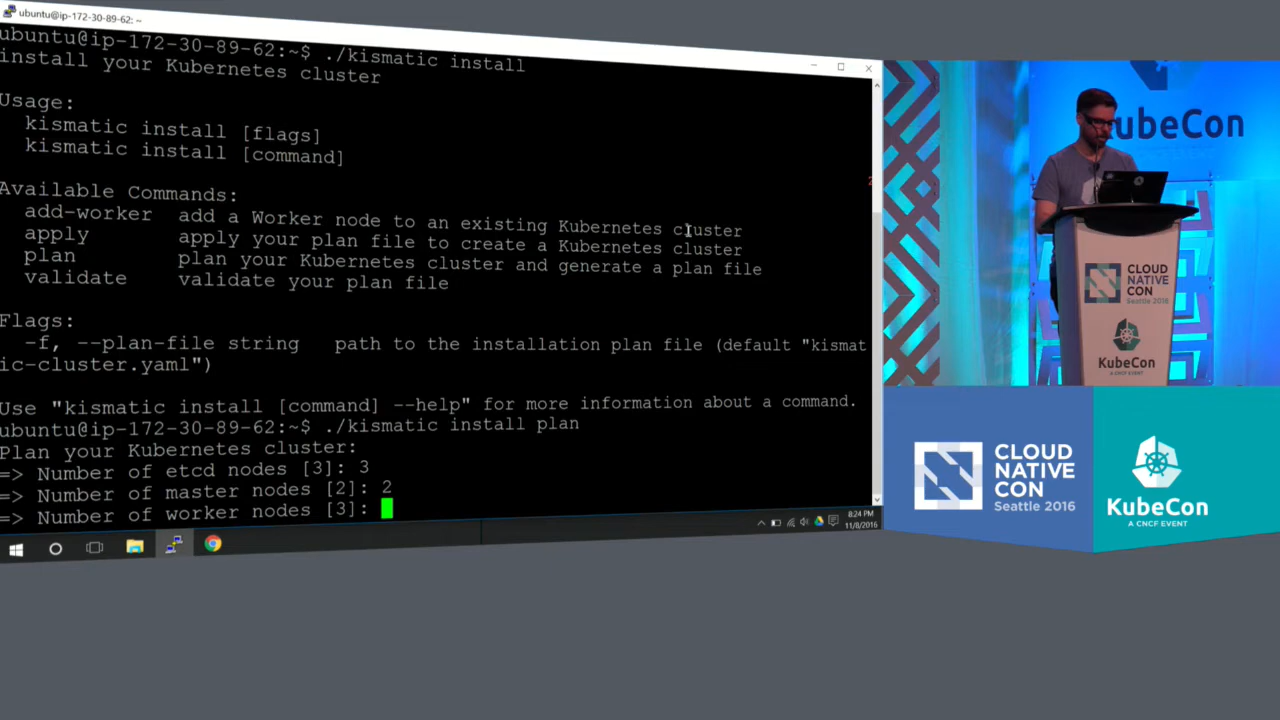 ubuntu@ip-172-30-89-62: ~
ubuntu@ip-172-30-89-62:~$ ./kismatic install
install your Kubernetes cluster
Usage:
kismatic install [flags]
kismatic install [command]
Available Commands:
add-worker add a Worker node to an existing Kubernetes cluster
apply apply your plan file to create a Kubernetes cluster
plan plan your Kubernetes cluster and generate a plan file
validate validate your plan file
Flags:
-f, --plan-file string path to the installation plan file (default "kismat
ic-cluster.yaml")
Use "kismatic install [command] --help" for more information about a command.
ubuntu@ip-172-30-89-62:~$ ./kismatic install plan
Plan your Kubernetes cluster:
=> Number of etcd nodes [3]: 3
=> Number of master nodes [2]: 2
=> Number of worker nodes [3]:
8:24 PM
11/8/2016
ubeCon
A CNCF EVENT
CLOUD
NATIVE
CON
Seattle 2016
KubeCon
A CNCF EVENT
CLOUD
NATIVE
CON
Seattle 2016
KubeCon
A CNCF EVENT